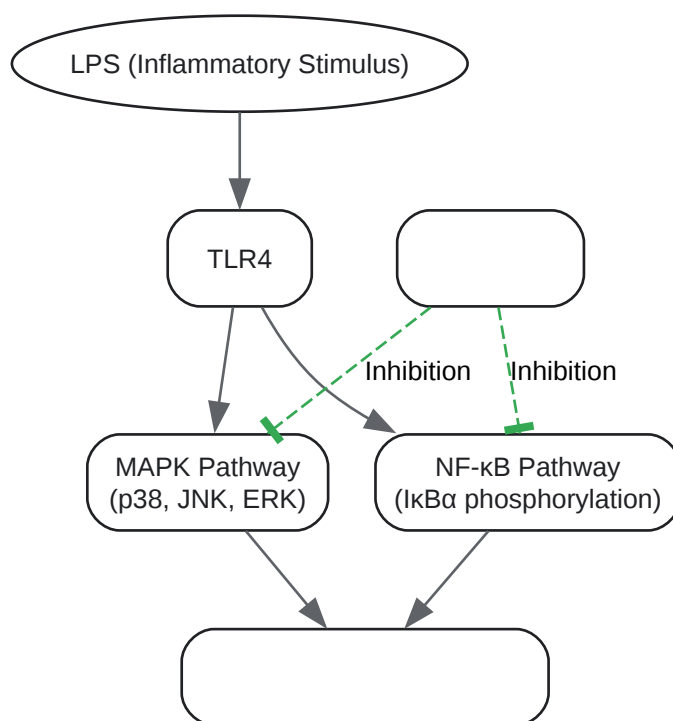 LPS (Inflammatory Stimulus)
TLR4
Inhibition
Inhibition
MAPK Pathway
(p38, JNK, ERK)
NF-κB Pathway
(IκBα phosphorylation)